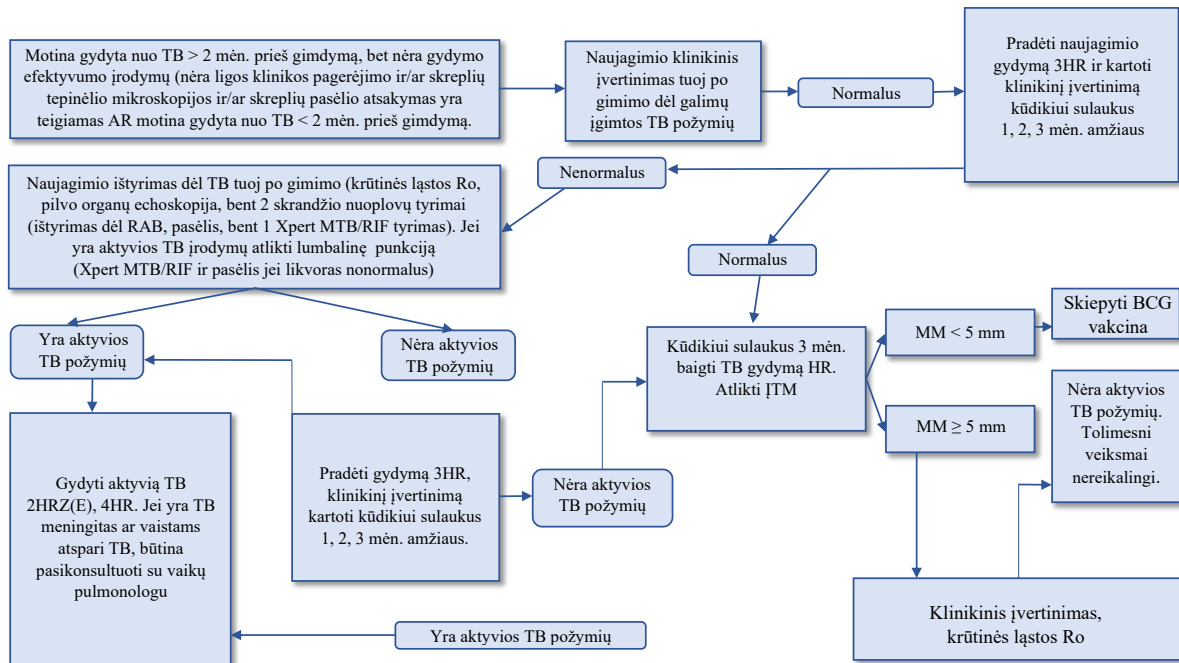 Motina gydyta nuo TB > 2 mėn. prieš gimdymą, bet nėra gydymo
efektyvumo įrodymų (nėra ligos klinikos pagerėjimo ir/ar skreplių
tepinėlio mikroskopijos ir/ar skreplių pasėlio atsakymas yra
teigiamas AR motina gydyta nuo TB < 2 mėn. prieš gimdymą.
Naujagimio klinikinis
įvertinimas tuoj po
gimimo dėl galimų
įgimtos TB požymių
Normalus
Pradėti naujagimio
gydymą 3HR ir kartoti
klinikinį įvertinimą
kūdikiui sulaukus
1, 2, 3 mėn. amžiaus
Nenormalus
Naujagimio ištyrimas dėl TB tuoj po gimimo (krūtinės ląstos Ro,
pilvo organų echoskopija, bent 2 skrandžio nuoplovų tyrimai
(ištyrimas dėl RAB, pasėlis, bent 1 Xpert MTB/RIF tyrimas). Jei
yra aktyvios TB įrodymų atlikti lumbalinę punkciją
(Xpert MTB/RIF ir pasėlis jei likvoras nonormalus)
Normalus
Yra aktyvios
TB požymių
Nėra aktyvios
TB požymių
Kūdikiui sulaukus 3 mėn.
baigti TB gydymą HR.
Atlikti ĮTM
MM < 5 mm
Skiepyti BCG
vakcina
MM ≥ 5 mm
Nėra aktyvios
TB požymių.
Tolimesni
veiksmai
nereikalingi.
Gydyti aktyvią TB
2HRZ(E), 4HR. Jei yra TB
meningitas ar vaistams
atspari TB, būtina
pasikonsultuoti su vaikų
pulmonologu
Pradėti gydymą 3HR,
klinikinį įvertinimą
kartoti kūdikiui sulaukus
1, 2, 3 mėn. amžiaus.
Nėra aktyvios
TB požymių
Yra aktyvios TB požymių
Klinikinis įvertinimas,
krūtinės ląstos Ro